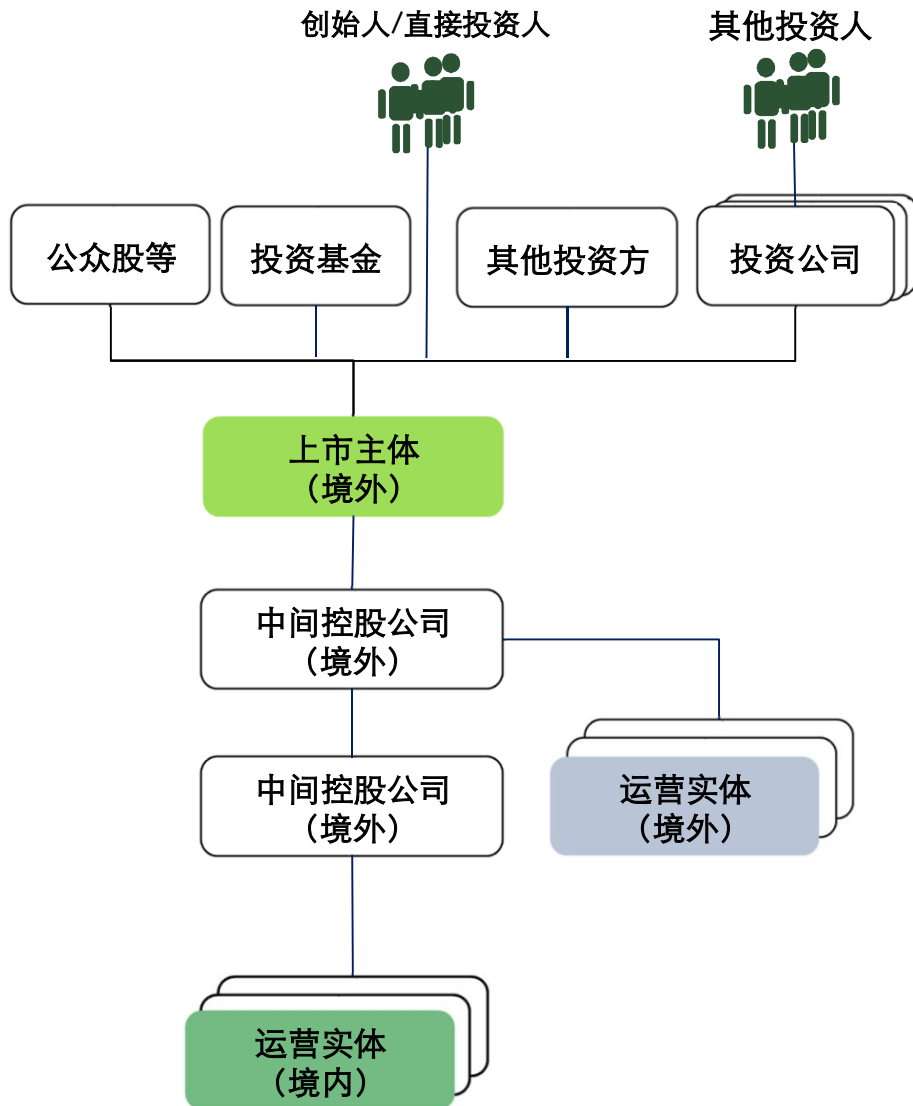 创始人/直接投资人
其他投资人
公众股等
投资基金
其他投资方
投资公司
上市主体
（境外）
中间控股公司
（境外）
中间控股公司
（境外）
运营实体
（境外）
运营实体
（境内）